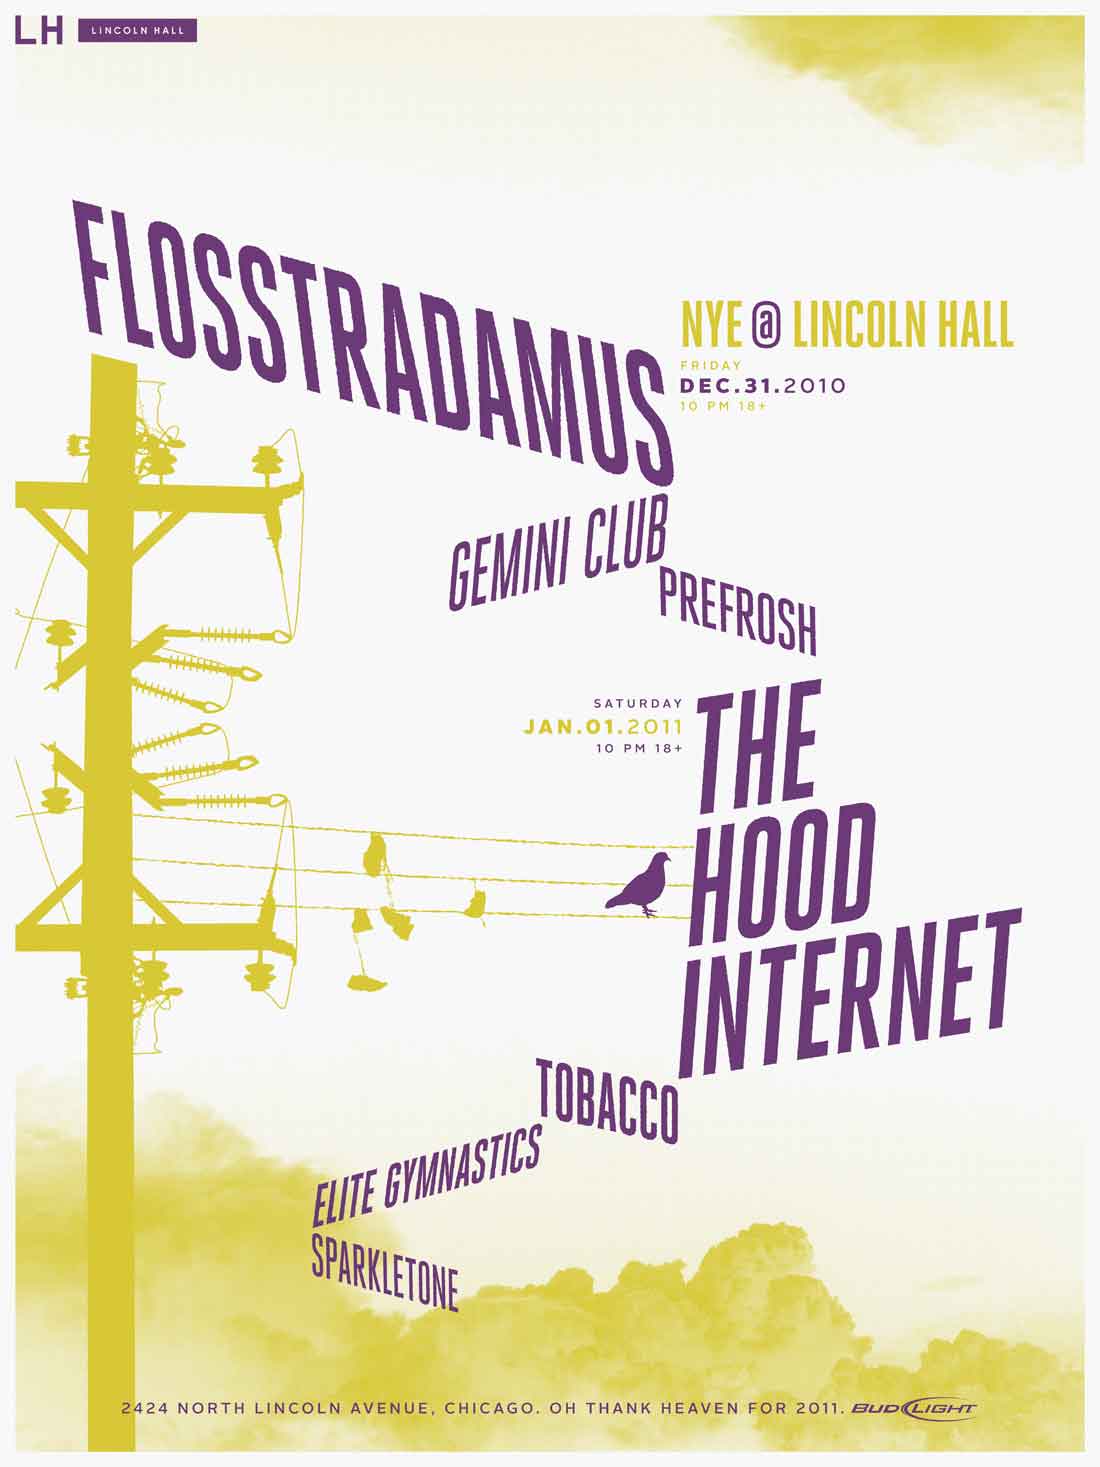 LH LINCOLN HALL
FLOSSTRADAMUS
NYE @ LINCOLN HALL
FRIDAY
DEC.31.2010
10 PM 18+
GEMINI CLUB
PREFROSH
SATURDAY
JAN.01.2011
10 PM 18+
THE
HOOD
INTERNET
TOBACCO
ELITE GYMNASTICS
SPARKLETONE
2424 NORTH LINCOLN AVENUE, CHICAGO. OH THANK HEAVEN FOR 2011. BUD LIGHT